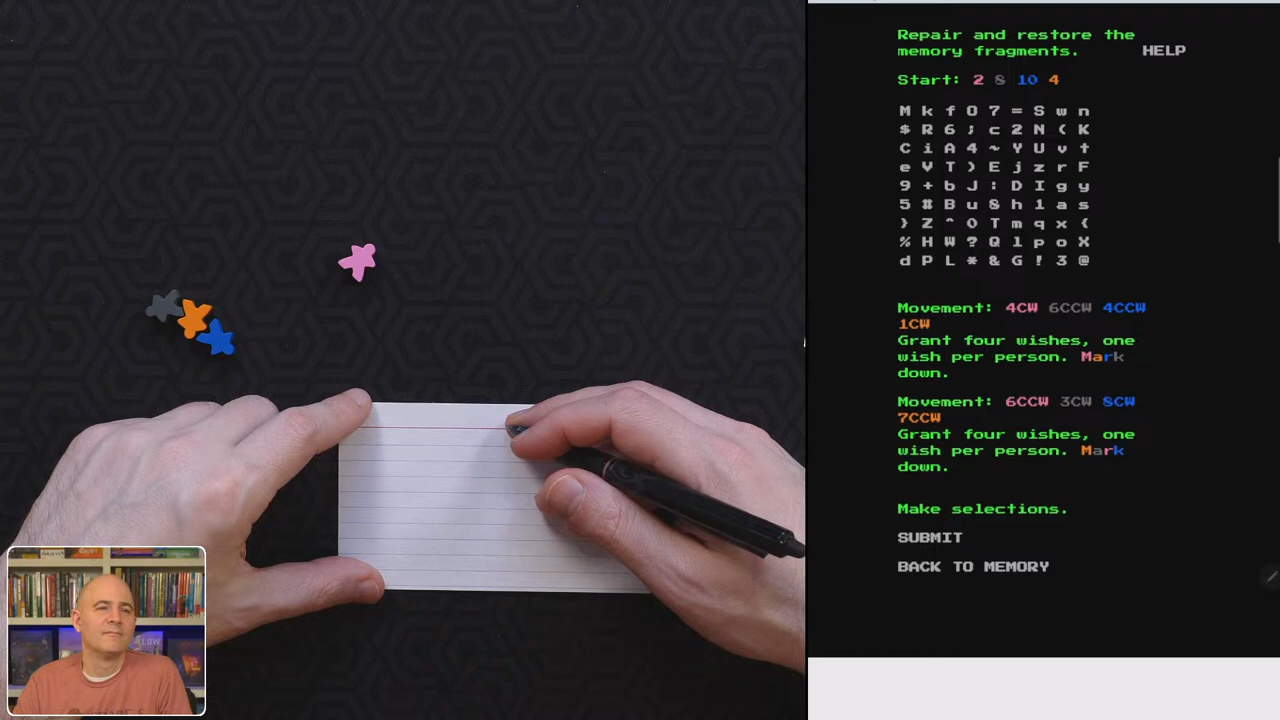 Repair and restore the
memory fragments.
HELP
Start: 2 8 10 4
M k f O 7 = S w n
$ R 6 ; c 2 N ( K
C i A 4 ~ Y U v t
e V T ) E j z r F
9 + b J : D I g y
5 # B u 8 h 1 a s
} Z ^ 0 T m q x {
% H W ? Q l p o X
d P L * & G ! 3 @
Movement: 4CW 6CCW 4CCW
1CW
Grant four wishes, one
wish per person. Mark
down.
Movement: 6CCW 3CW 8CW
7CCW
Grant four wishes, one
wish per person. Mark
down.
Make selections.
SUBMIT
BACK TO MEMORY